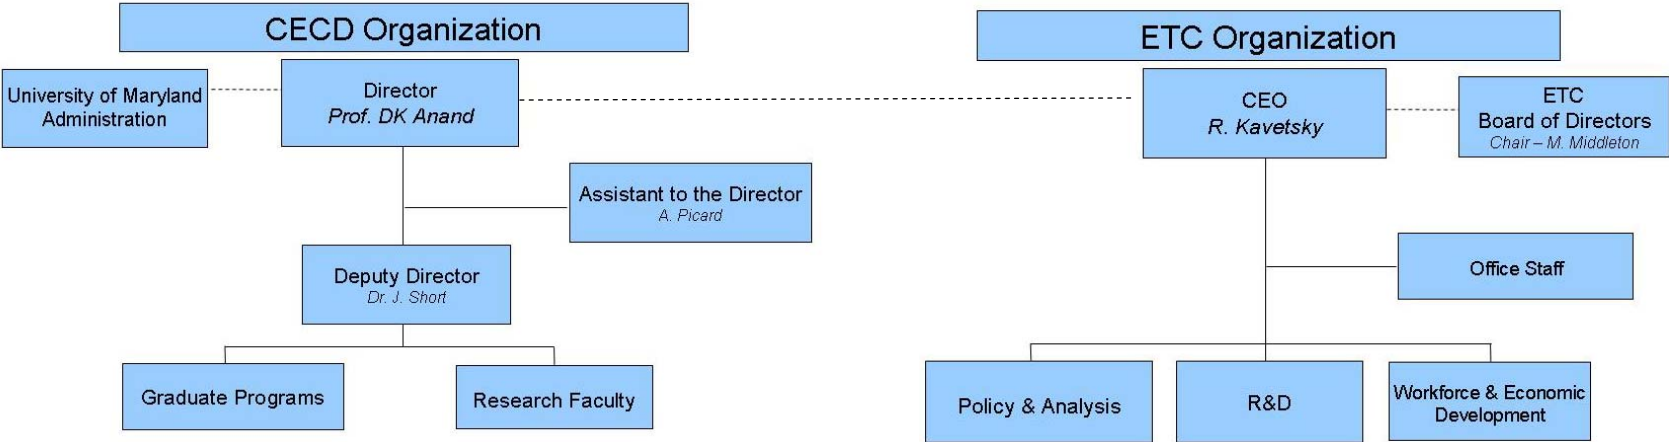 CECD Organization
University of Maryland
Administration
Director
Prof. DK Anand
Assistant to the Director
A. Picard
Deputy Director
Dr. J. Short
Graduate Programs
Research Faculty
ETC Organization
CEO
R. Kavetsky
ETC
Board of Directors
Chair – M. Middleton
Office Staff
Policy & Analysis
R&D
Workforce & Economic
Development